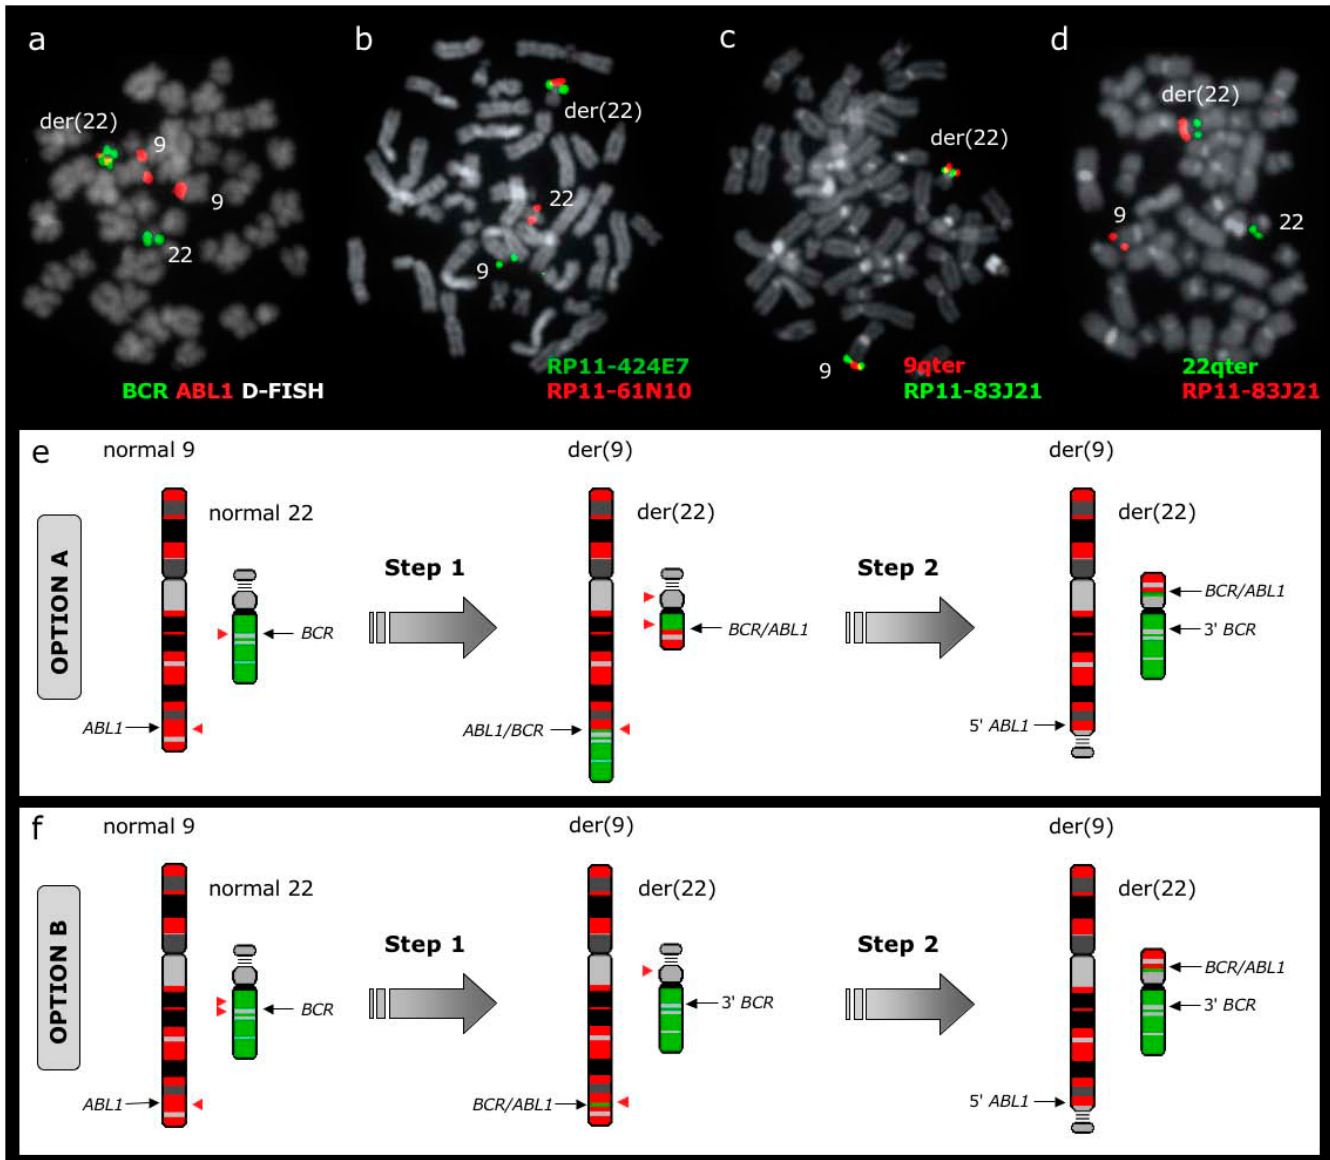 a
der(22)
9
9
22
BCR ABL1 D-FISH
b
der(22)
22
9
RP11-424E7
RP11-61N10
c
der(22)
9
9qter
RP11-83J21
d
der(22)
9
22
22qter
RP11-83J21
e
OPTION A
normal 9
normal 22
BCR
ABL1
Step 1
der(9)
der(22)
BCR/ABL1
ABL1/BCR
Step 2
der(9)
der(22)
BCR/ABL1
3' BCR
5' ABL1
f
OPTION B
normal 9
normal 22
BCR
ABL1
Step 1
der(9)
der(22)
3' BCR
BCR/ABL1
Step 2
der(9)
der(22)
BCR/ABL1
3' BCR
5' ABL1